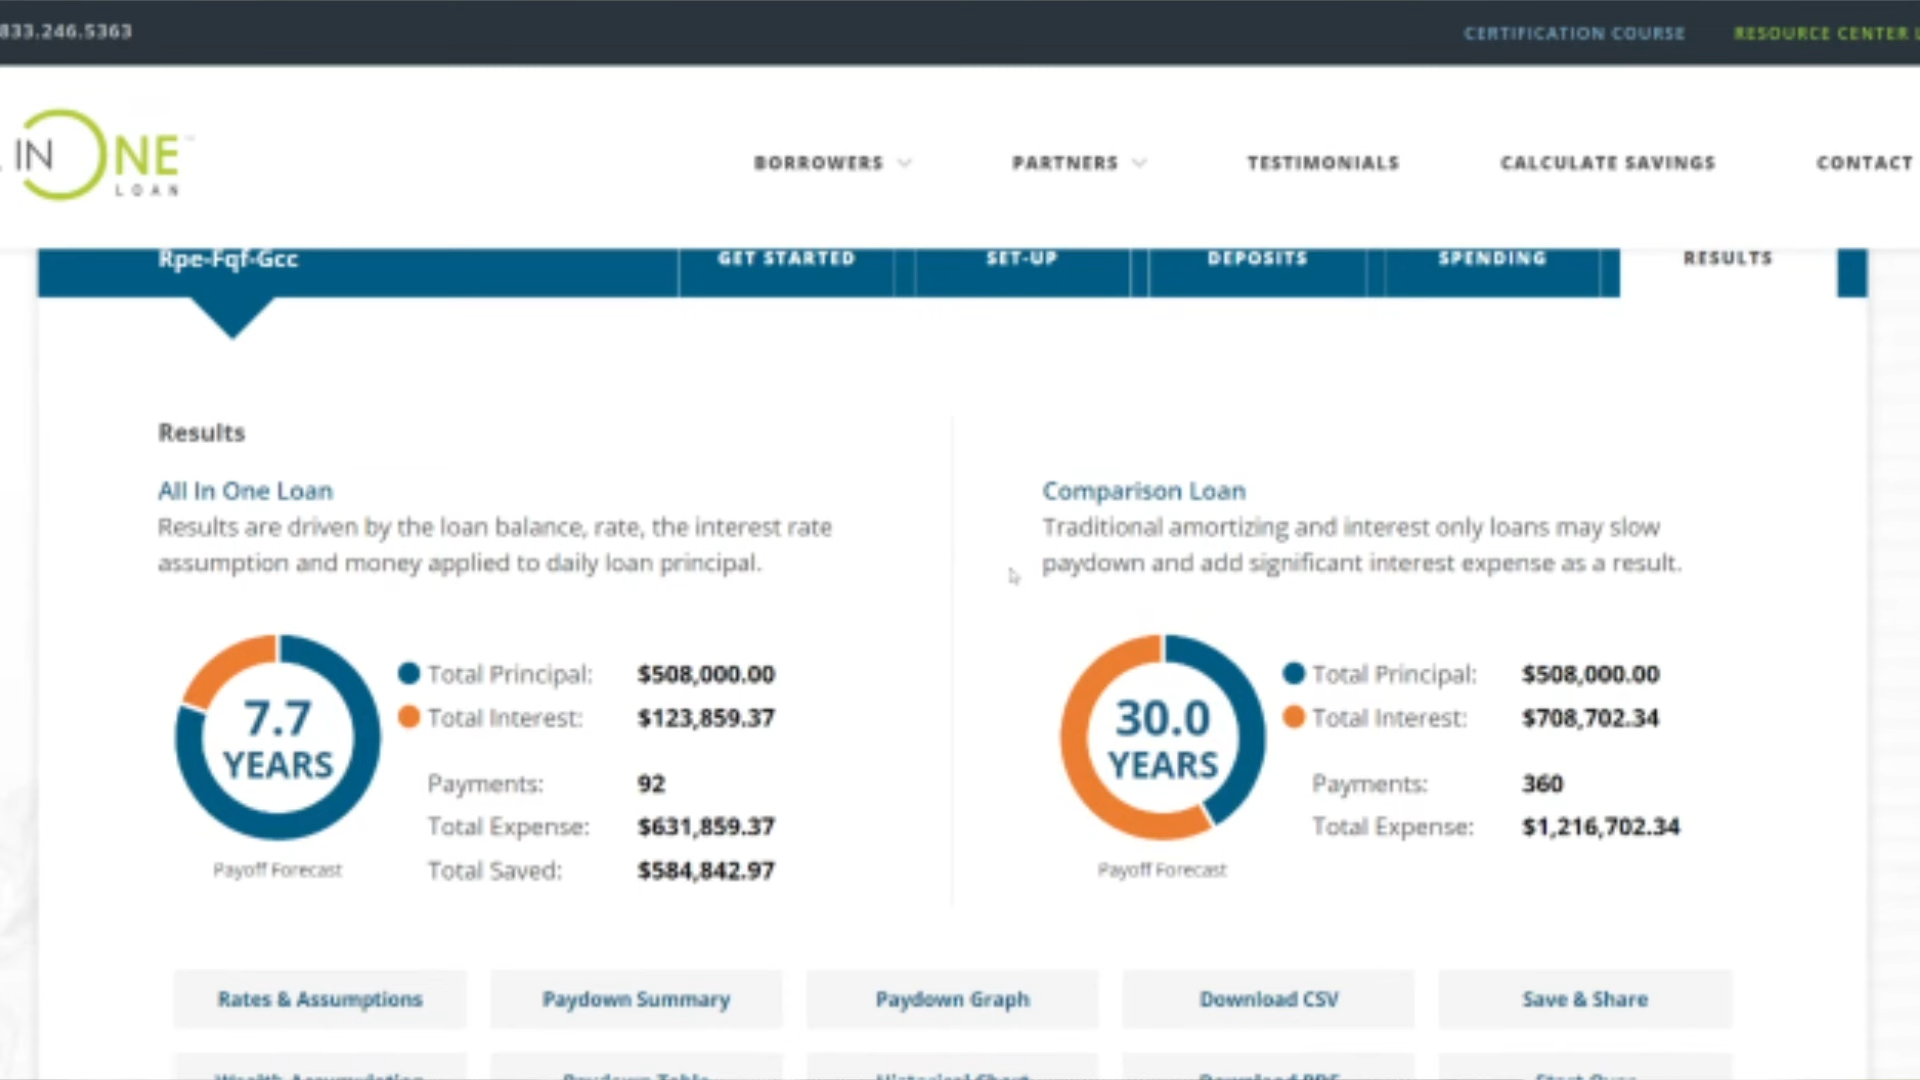 833.246.5363
CERTIFICATION COURSE
RESOURCE CENTER
IN ONE
LOAN
BORROWERS
PARTNERS
TESTIMONIALS
CALCULATE SAVINGS
CONTACT
Rpe-Fqf-Gcc
GET STARTED
SET-UP
DEPOSITS
SPENDING
RESULTS
Results
All In One Loan
Results are driven by the loan balance, rate, the interest rate
assumption and money applied to daily loan principal.
7.7
YEARS
Payoff Forecast
Total Principal: $508,000.00
Total Interest: $123,859.37
Payments: 92
Total Expense: $631,859.37
Total Saved: $584,842.97
Comparison Loan
Traditional amortizing and interest only loans may slow
paydown and add significant interest expense as a result.
30.0
YEARS
Payoff Forecast
Total Principal: $508,000.00
Total Interest: $708,702.34
Payments: 360
Total Expense: $1,216,702.34
Rates & Assumptions
Paydown Summary
Paydown Graph
Download CSV
Save & Share